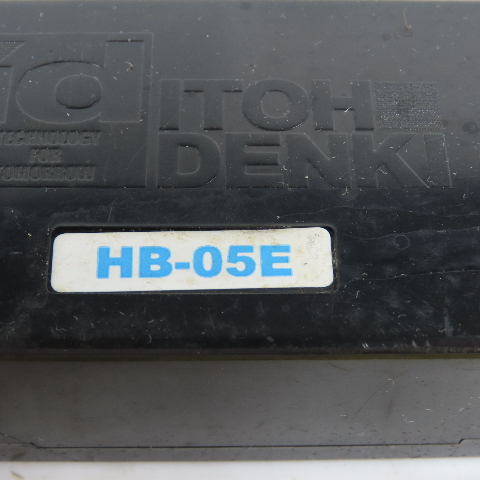 id
TECHNOLOGY
FOR
TOMORROW
ITOH
DENKI
HB-05E